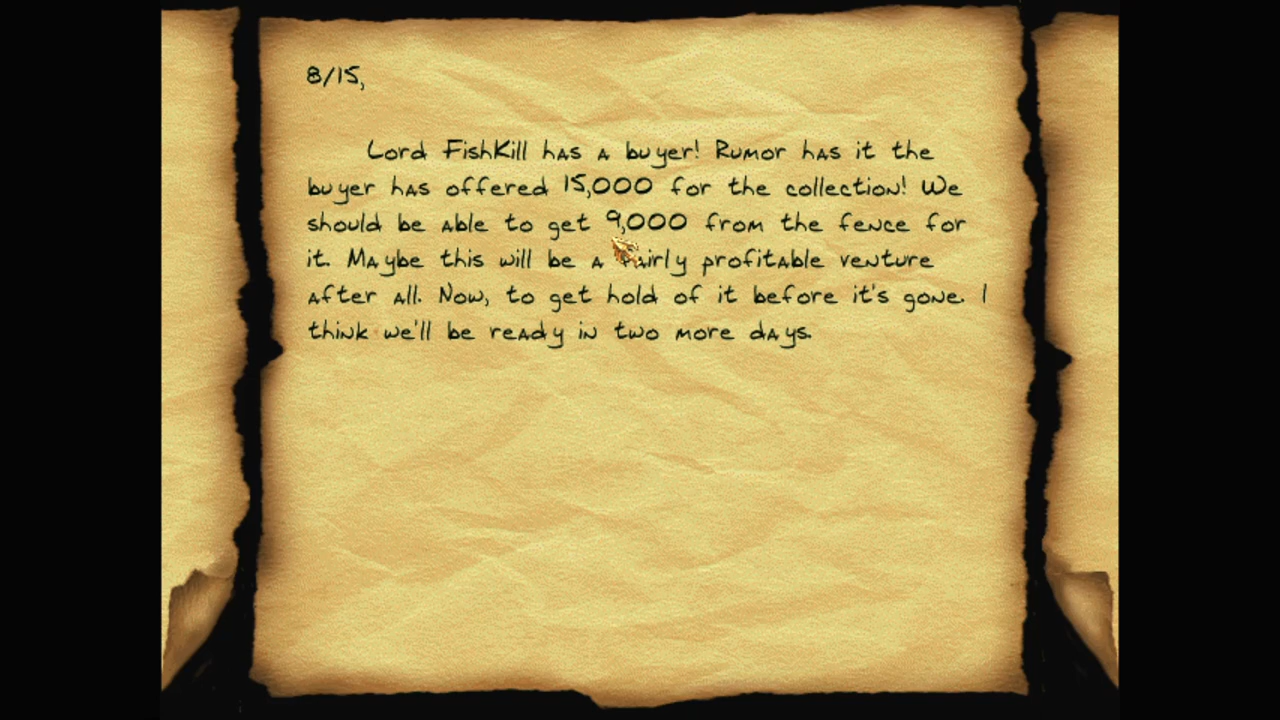 8/15,
Lord FishKill has a buyer! Rumor has it the
buyer has offered 15,000 for the collection! We
should be able to get 9,000 from the fence for
it. Maybe this will be a fairly profitable venture
after all. Now, to get hold of it before it's gone. I
think we'll be ready in two more days.